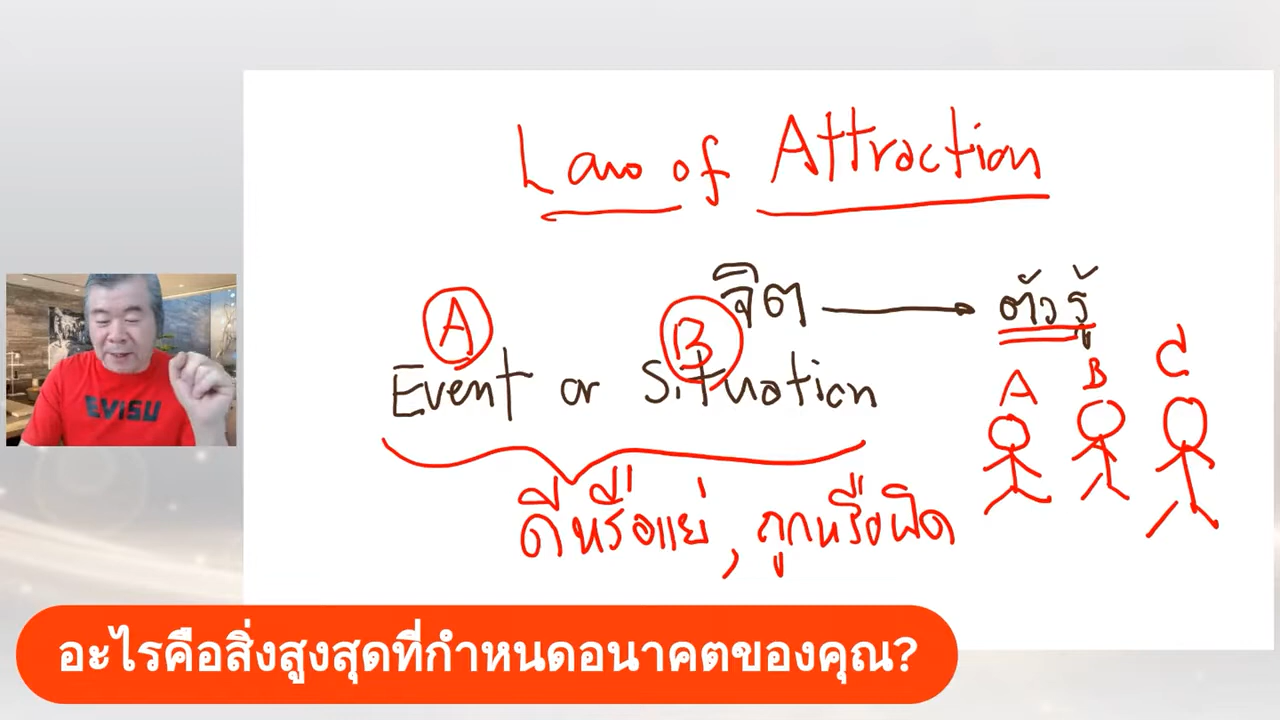 Law of Attraction
จิต ตัวรู้
A B
Event or Situation
A B C
ดีหรือแย่, ถูกหรือผิด
EVISU
อะไรคือสิ่งสูงสุดที่กำหนดอนาคตของคุณ?